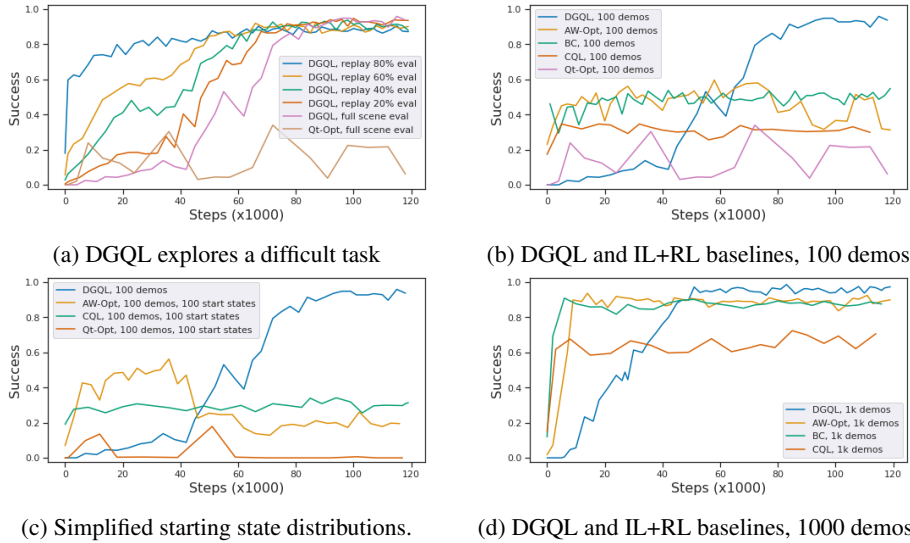 Success
1.0
0.8
0.6
0.4
0.2
0.0
DGQL, replay 80% eval
DGQL, replay 60% eval
DGQL, replay 40% eval
DGQL, replay 20% eval
DGQL, full scene eval
Qt-Opt, full scene eval
0 20 40 60 80 100 120
Steps (x1000)
(a) DGQL explores a difficult task
Success
1.0
0.8
0.6
0.4
0.2
0.0
DGQL, 100 demos
AW-Opt, 100 demos
BC, 100 demos
CQL, 100 demos
Qt-Opt, 100 demos
0 20 40 60 80 100 120
Steps (x1000)
(b) DGQL and IL+RL baselines, 100 demos
Success
1.0
0.8
0.6
0.4
0.2
0.0
DGQL, 100 demos
AW-Opt, 100 demos, 100 start states
CQL, 100 demos, 100 start states
Qt-Opt, 100 demos, 100 start states
0 20 40 60 80 100 120
Steps (x1000)
(c) Simplified starting state distributions.
Success
1.0
0.8
0.6
0.4
0.2
0.0
DGQL, 1k demos
AW-Opt, 1k demos
BC, 1k demos
CQL, 1k demos
0 20 40 60 80 100 120
Steps (x1000)
(d) DGQL and IL+RL baselines, 1000 demos